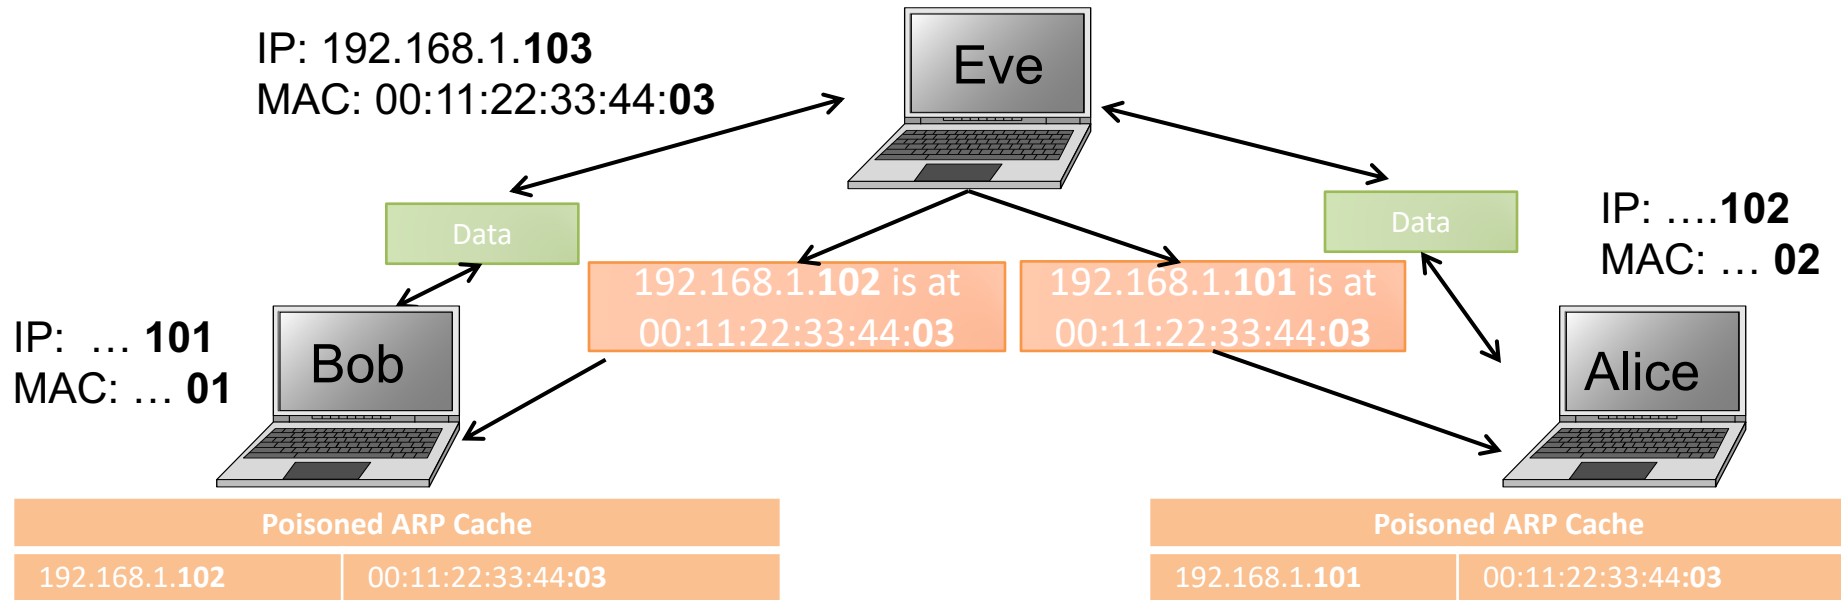 IP: 192.168.1.103
MAC: 00:11:22:33:44:03
Eve
Data
Data
IP: ....102
MAC: ... 02
192.168.1.102 is at
00:11:22:33:44:03
192.168.1.101 is at
00:11:22:33:44:03
IP: ... 101
MAC: ... 01
Bob
Alice
Poisoned ARP Cache
192.168.1.102 00:11:22:33:44:03
Poisoned ARP Cache
192.168.1.101 00:11:22:33:44:03